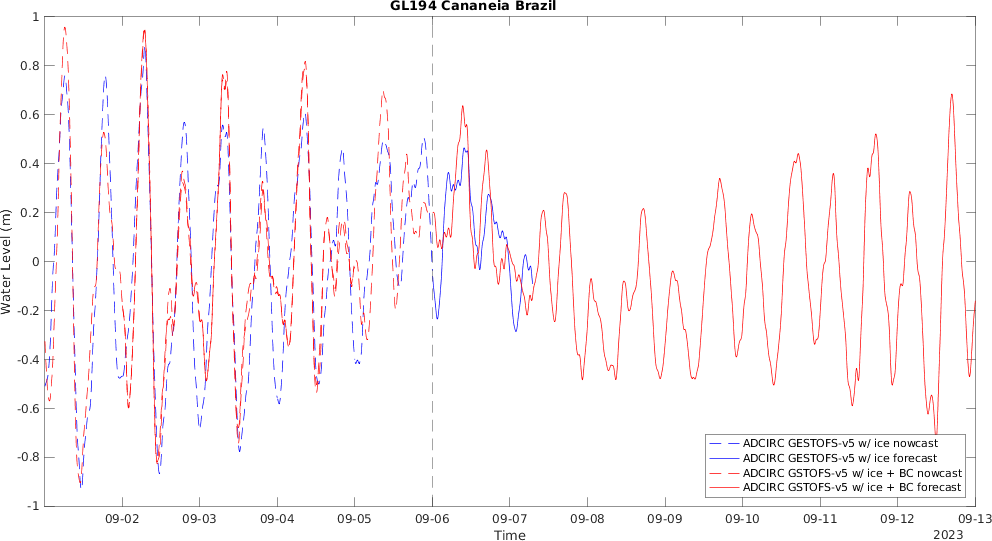 GL194 Cananeia Brazil
Water Level (m)
1
0.8
0.6
0.4
0.2
0
-0.2
-0.4
-0.6
-0.8
-1
ADCIRC GESTOFS-v5 w/ ice nowcast
ADCIRC GESTOFS-v5 w/ ice forecast
ADCIRC GSTOFS-v5 w/ ice + BC nowcast
ADCIRC GSTOFS-v5 w/ ice + BC forecast
09-02 09-03 09-04 09-05 09-06 09-07 09-08 09-09 09-10 09-11 09-12 09-13
Time
2023